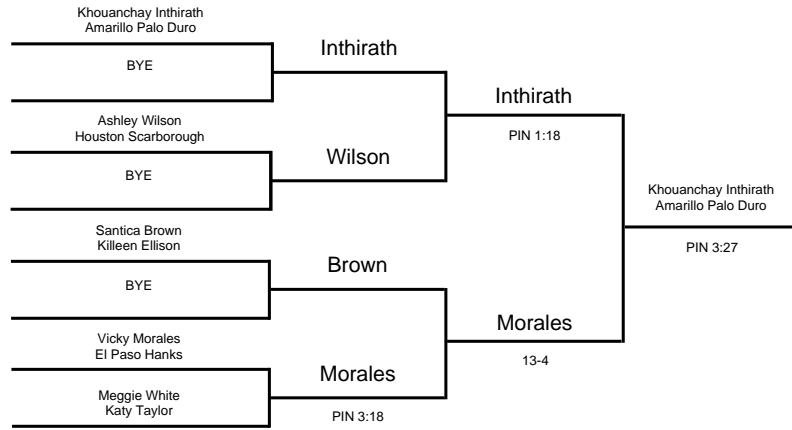 Khouanchay Inthirath
Amarillo Palo Duro
BYE
Ashley Wilson
Houston Scarborough
BYE
Santica Brown
Killeen Ellison
BYE
Vicky Morales
El Paso Hanks
Meggie White
Katy Taylor
Inthirath
Wilson
Brown
Morales
PIN 3:18
Inthirath
PIN 1:18
Morales
13-4
Khouanchay Inthirath
Amarillo Palo Duro
PIN 3:27